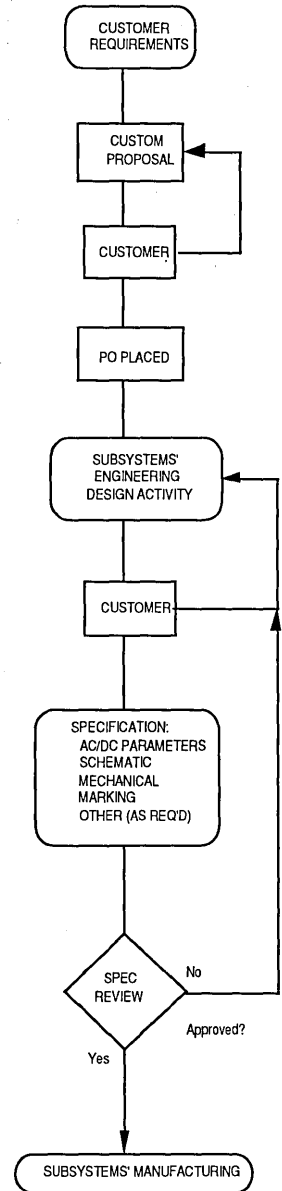 CUSTOMER
REQUIREMENTS
CUSTOM
PROPOSAL
CUSTOMER
PO PLACED
SUBSYSTEMS'
ENGINEERING
DESIGN ACTIVITY
CUSTOMER
SPECIFICATION:
AC/DC PARAMETERS
SCHEMATIC
MECHANICAL
MARKING
OTHER (AS REQ'D)
SPEC
REVIEW
No
Approved?
Yes
SUBSYSTEMS' MANUFACTURING